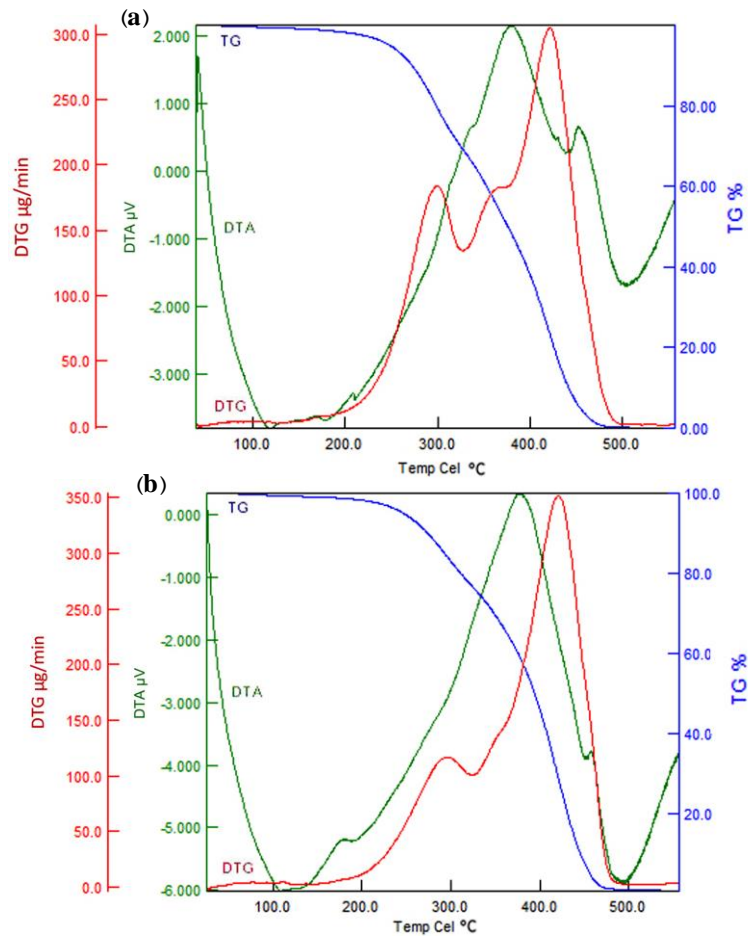 (a)
DTG µg/min
300.0
250.0
200.0
150.0
100.0
50.0
0.0
DTA µV
2.000
1.000
0.000
-1.000
-2.000
-3.000
TG
DTA
DTG
TG %
80.00
60.00
40.00
20.00
0.00
100.0 200.0 300.0 400.0 500.0
Temp Cel °C
(b)
DTG µg/min
350.0
300.0
250.0
200.0
150.0
100.0
50.0
0.0
DTA µV
0.000
-1.000
-2.000
-3.000
-4.000
-5.000
-6.000
TG
DTA
DTG
TG %
100.0
80.0
60.0
40.0
20.0
100.0 200.0 300.0 400.0 500.0
Temp Cel °C